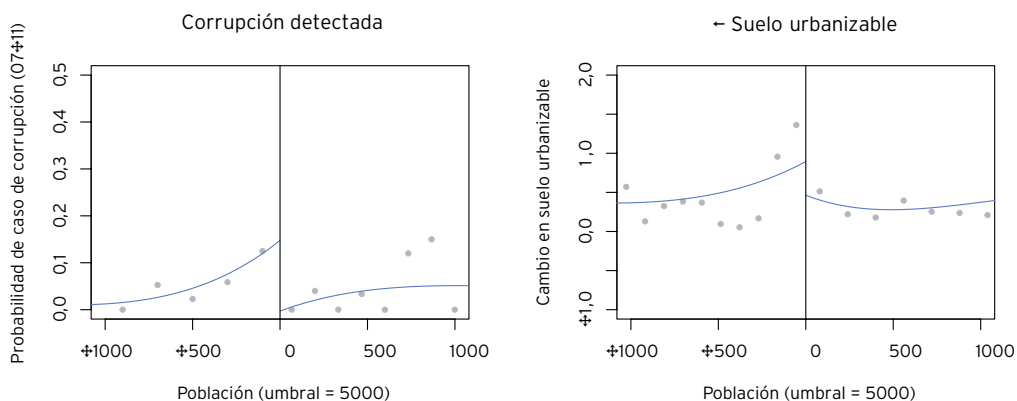 Corrupción detectada
Probabilidad de caso de corrupción (07‡11)
0,5
0,4
0,3
0,2
0,1
0,0
‡1000 ‡500 0 500 1000
Población (umbral = 5000)
← Suelo urbanizable
Cambio en suelo urbanizable
2,0
1,0
0,0
‡1,0
‡1000 ‡500 0 500 1000
Población (umbral = 5000)